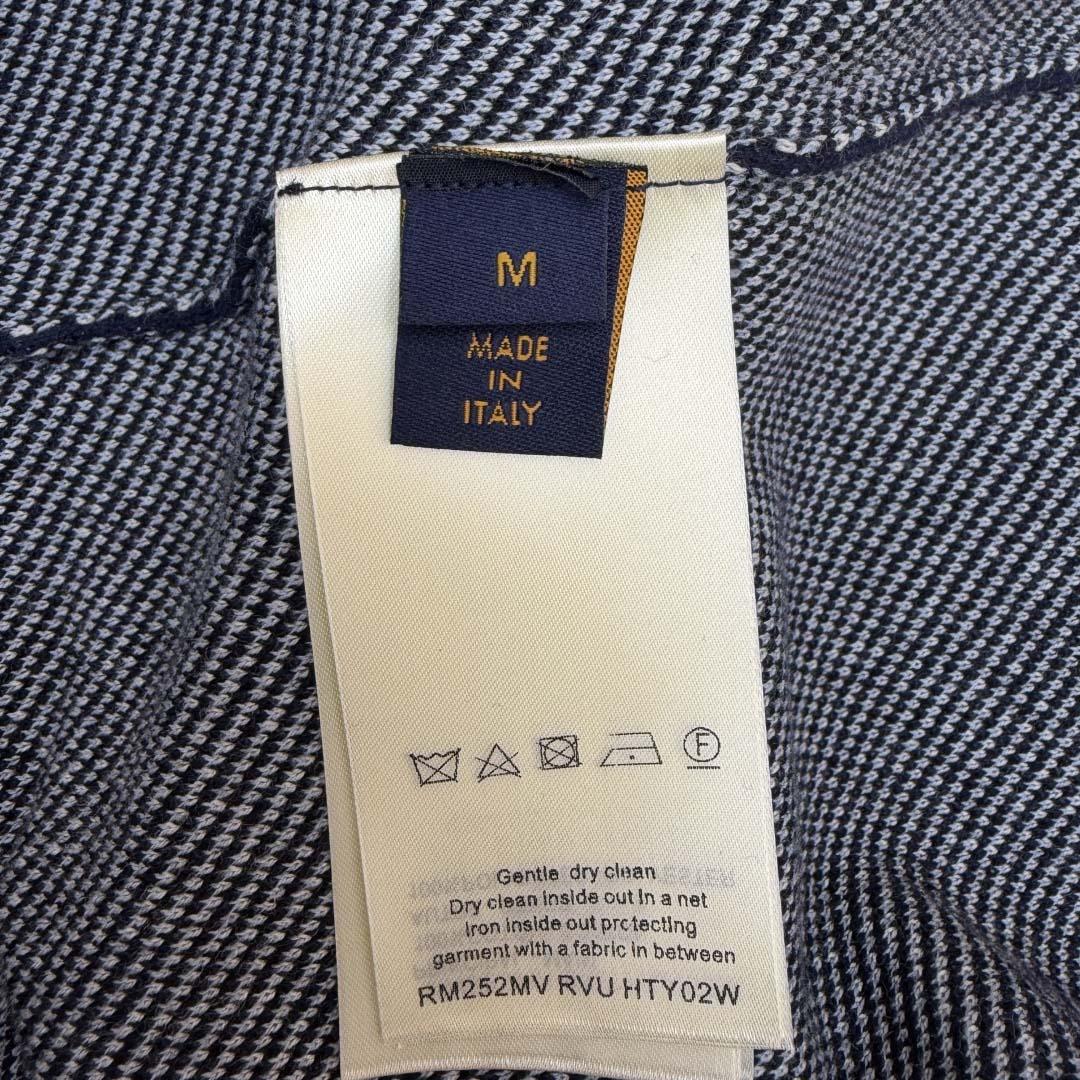 M
MADE
IN
ITALY
F
Gentle dry clean
Dry clean inside out in a net
Iron inside out protecting
garment with a fabric in between
RM252MV RVU HTY02W